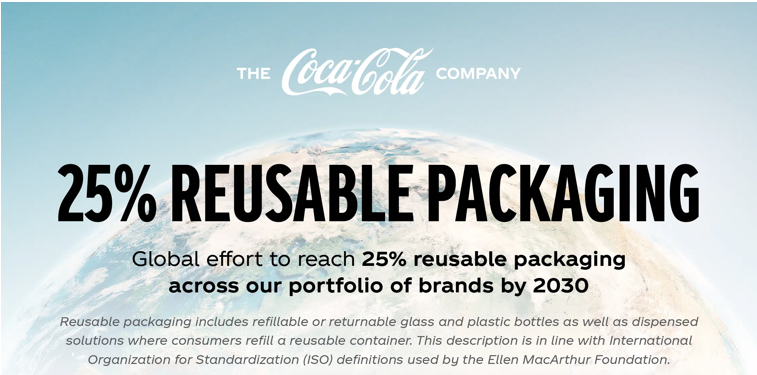 THE Coca-Cola COMPANY
25% REUSABLE PACKAGING
Global effort to reach 25% reusable packaging
across our portfolio of brands by 2030
Reusable packaging includes refillable or returnable glass and plastic bottles as well as dispensed
solutions where consumers refill a reusable container. This description is in line with International
Organization for Standardization (ISO) definitions used by the Ellen MacArthur Foundation.